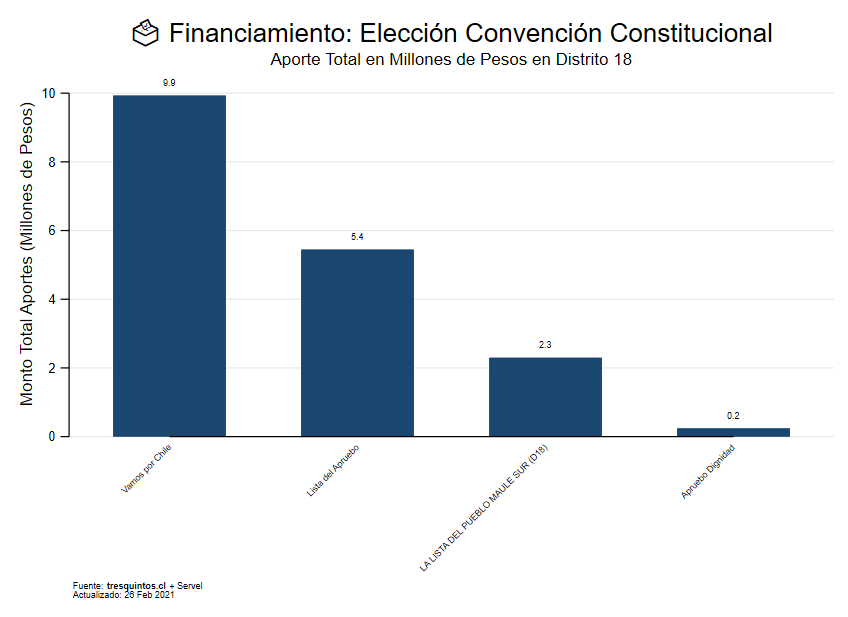 Financiamiento: Elección Convención Constitucional
Aporte Total en Millones de Pesos en Distrito 18
Monto Total Aportes (Millones de Pesos)
10
8
6
4
2
0
9.9
5.4
2.3
0.2
Vamos por Chile
Lista del Apruebo
LA LISTA DEL PUEBLO MAULE SUR (D18)
Apruebo Dignidad
Fuente: tresquintos.cl + Servel
Actualizado: 26 Feb 2021